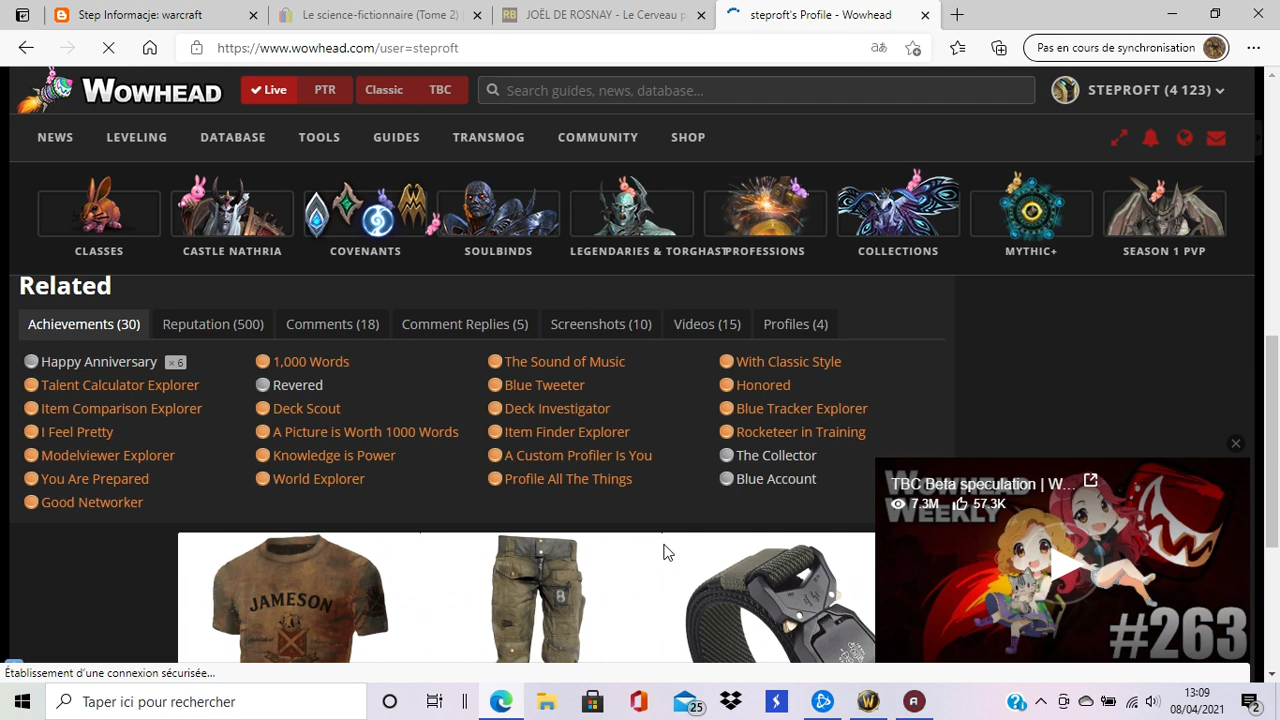 Step Informacje: warcraft
Le science-fictionnaire (Tome 2)
JOËL DE ROSNAY - Le Cerveau p
steproft's Profile - Wowhead
https://www.wowhead.com/user=steproft
Pas en cours de synchronisation
WOWHEAD
Live PTR Classic TBC
Search guides, news, database...
STEPROFT (4 123)
NEWS LEVELING DATABASE TOOLS GUIDES TRANSMOG COMMUNITY SHOP
CLASSES CASTLE NATHRIA COVENANTS SOULBINDS LEGENDARIES & TORGHAST PROFESSIONS COLLECTIONS MYTHIC+ SEASON 1 PVP
Related
Achievements (30) Reputation (500) Comments (18) Comment Replies (5) Screenshots (10) Videos (15) Profiles (4)
Happy Anniversary × 6 1,000 Words The Sound of Music With Classic Style
Talent Calculator Explorer Revered Blue Tweeter Honored
Item Comparison Explorer Deck Scout Deck Investigator Blue Tracker Explorer
I Feel Pretty A Picture is Worth 1000 Words Item Finder Explorer Rocketeer in Training
Modelviewer Explorer Knowledge is Power A Custom Profiler Is You The Collector
You Are Prepared World Explorer Profile All The Things Blue Account
Good Networker
TBC Beta speculation | W...
7.3M 57.3K
WOWHEAD
WEEKLY
#263
JAMESON
8
Établissement d'une connexion sécurisée...
Taper ici pour rechercher
25
13:09
08/04/2021
2